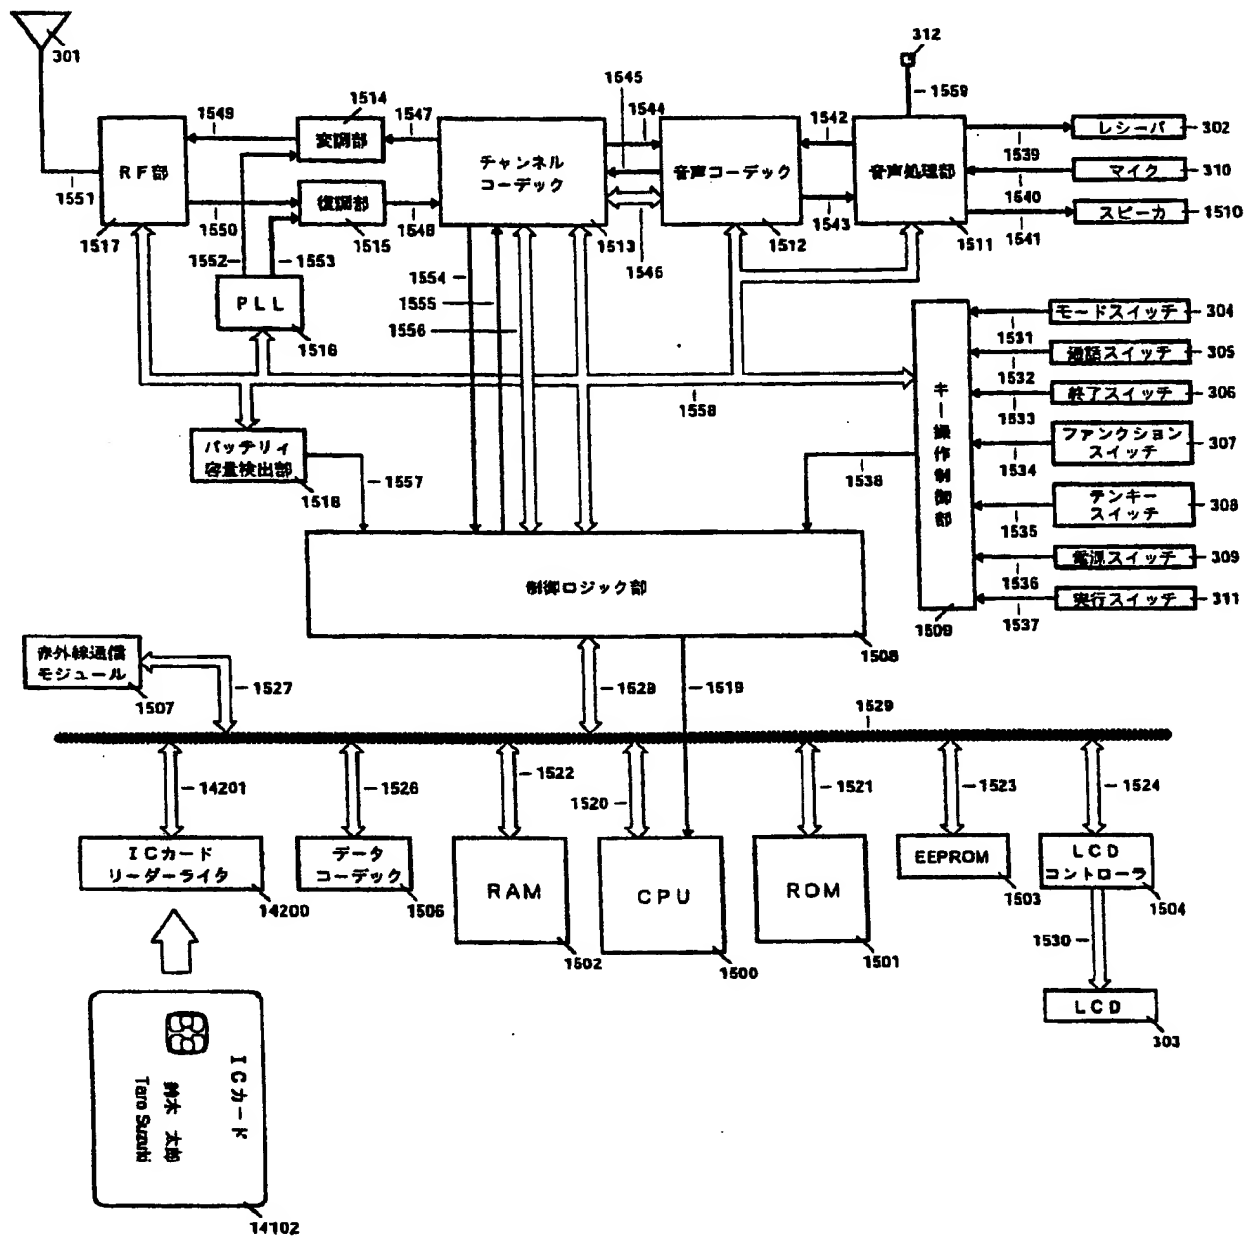 301
312
1559
1545
1544
1514
1549
変調部
1547
1542
レシーバ
302
1539
RF部
チャンネル
コーデック
音声コーデック
音声処理部
マイク
310
1540
1551
1550
復調部
1515
1548
1543
スピーカ
1510
1541
1517
1513
1512
1511
1552
1553
1554
1546
PLL
1516
1555
1556
モードスイッチ
304
1531
通話スイッチ
305
1532
終了スイッチ
306
1533
1558
キー操作制御部
ファンクション
スイッチ
307
1534
バッテリィ
容量検出部
1518
1557
1538
テンキー
スイッチ
308
1535
電源スイッチ
309
1536
実行スイッチ
311
1537
1509
制御ロジック部
1508
赤外線通信
モジュール
1507
1527
1528
1519
1529
14201
1526
1522
1520
1521
1523
1524
ICカード
リーダーライタ
14200
データ
コーデック
1506
RAM
1502
CPU
1500
ROM
1501
EEPROM
1503
LCD
コントローラ
1504
1530
LCD
303
ICカード
鈴木 太郎
Taro Suzuki
14102